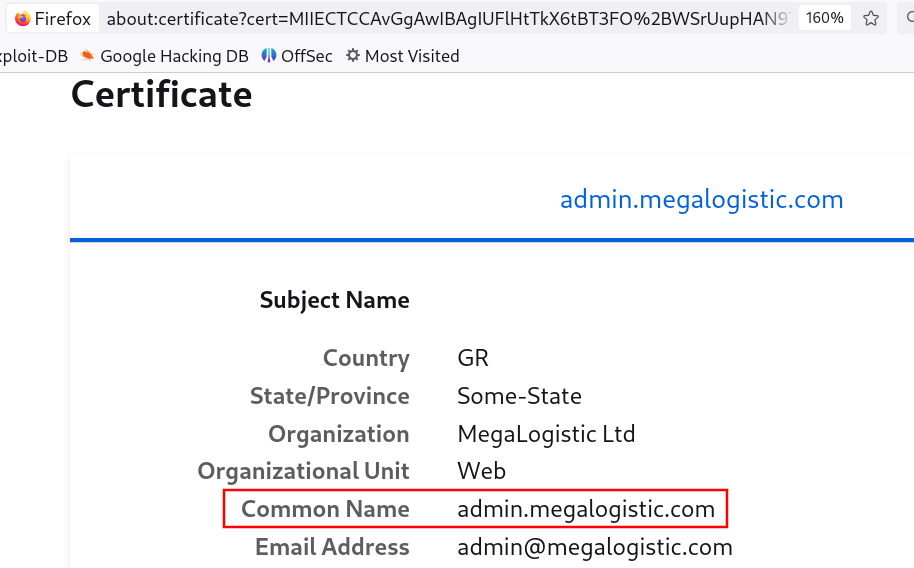 Firefox about:certificate?cert=MIIECTCCAvGgAwIBAgIUFlHtTkX6tBT3FO%2BWSrUupHAN9 160%
xploit-DB Google Hacking DB OffSec Most Visited
Certificate
admin.megalogistic.com
Subject Name
Country GR
State/Province Some-State
Organization MegaLogistic Ltd
Organizational Unit Web
Common Name admin.megalogistic.com
Email Address admin@megalogistic.com